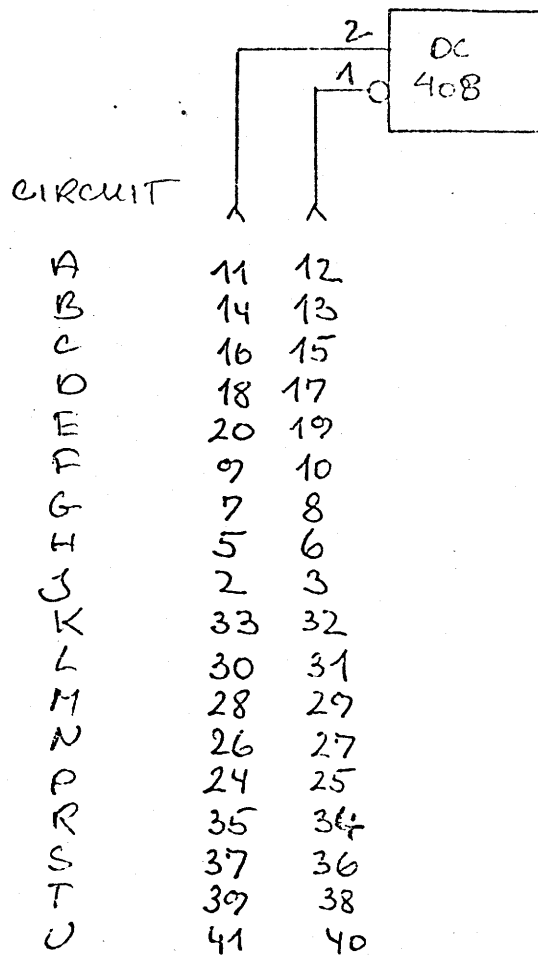 2 DC
1 408
CIRCUIT
A 11 12
B 14 13
C 16 15
D 18 17
E 20 19
F 9 10
G 7 8
H 5 6
J 2 3
K 33 32
L 30 31
M 28 29
N 26 27
P 24 25
R 35 34
S 37 36
T 39 38
U 41 40